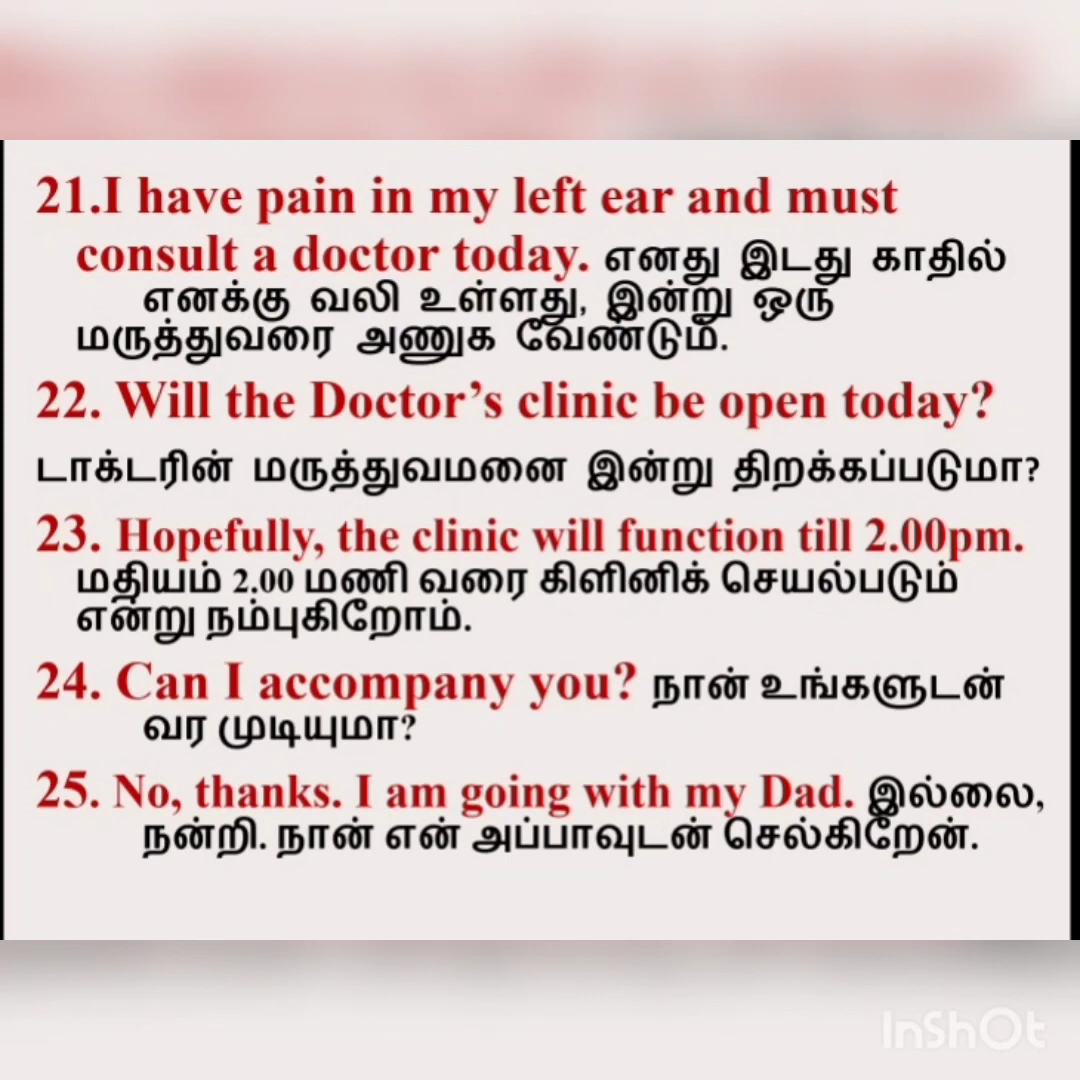 21.I have pain in my left ear and must
consult a doctor today. எனது இடது காதில்
எனக்கு வலி உள்ளது, இன்று ஒரு
மருத்துவரை அணுக வேண்டும்.
22. Will the Doctor’s clinic be open today?
டாக்டரின் மருத்துவமனை இன்று திறக்கப்படுமா?
23. Hopefully, the clinic will function till 2.00pm.
மதியம் 2.00 மணி வரை கிளினிக் செயல்படும்
என்று நம்புகிறோம்.
24. Can I accompany you? நான் உங்களுடன்
வர முடியுமா?
25. No, thanks. I am going with my Dad. இல்லை,
நன்றி. நான் என் அப்பாவுடன் செல்கிறேன்.
InShOt